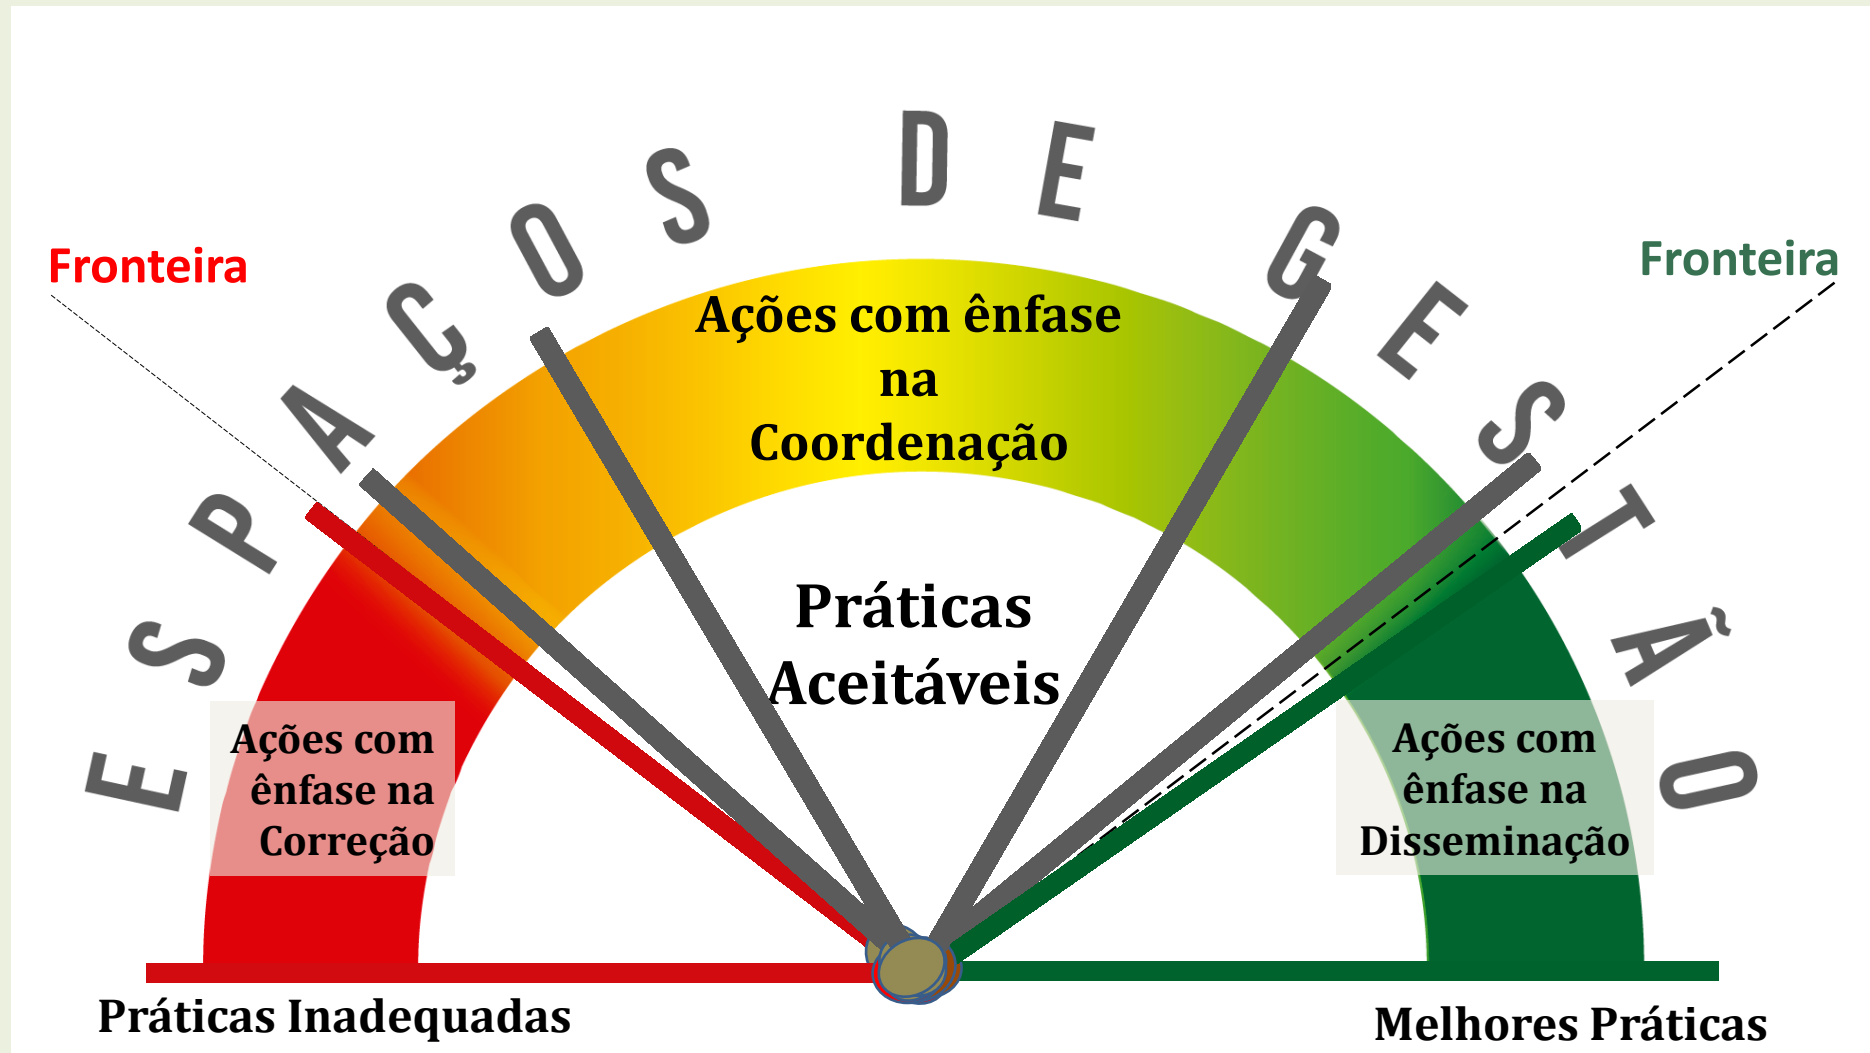 ESPAÇOS DE GESTÃO
Fronteira
Fronteira
Ações com ênfase
na
Coordenação
Práticas
Aceitáveis
Ações com
ênfase na
Correção
Ações com
ênfase na
Disseminação
Práticas Inadequadas
Melhores Práticas